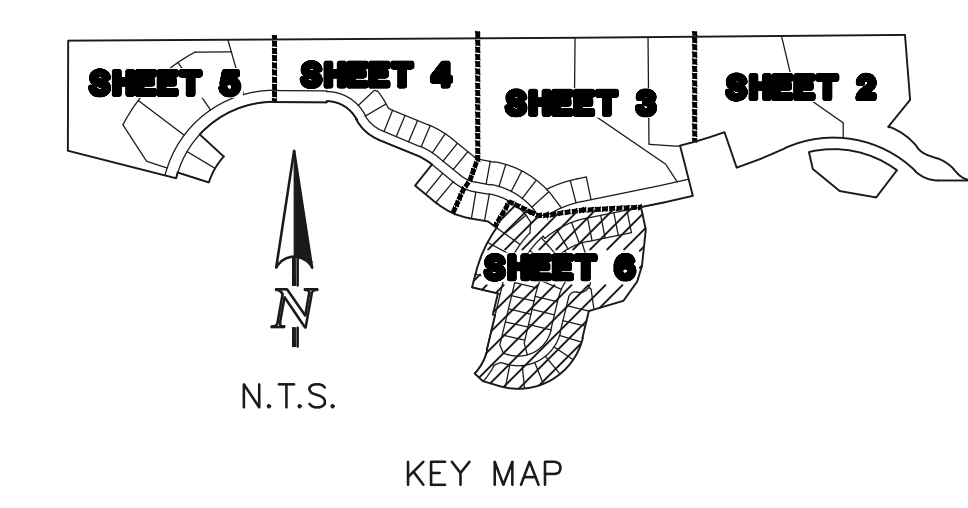 SHEET 5
SHEET 4
SHEET 3
SHEET 2
SHEET 6
N
N.T.S.
KEY MAP